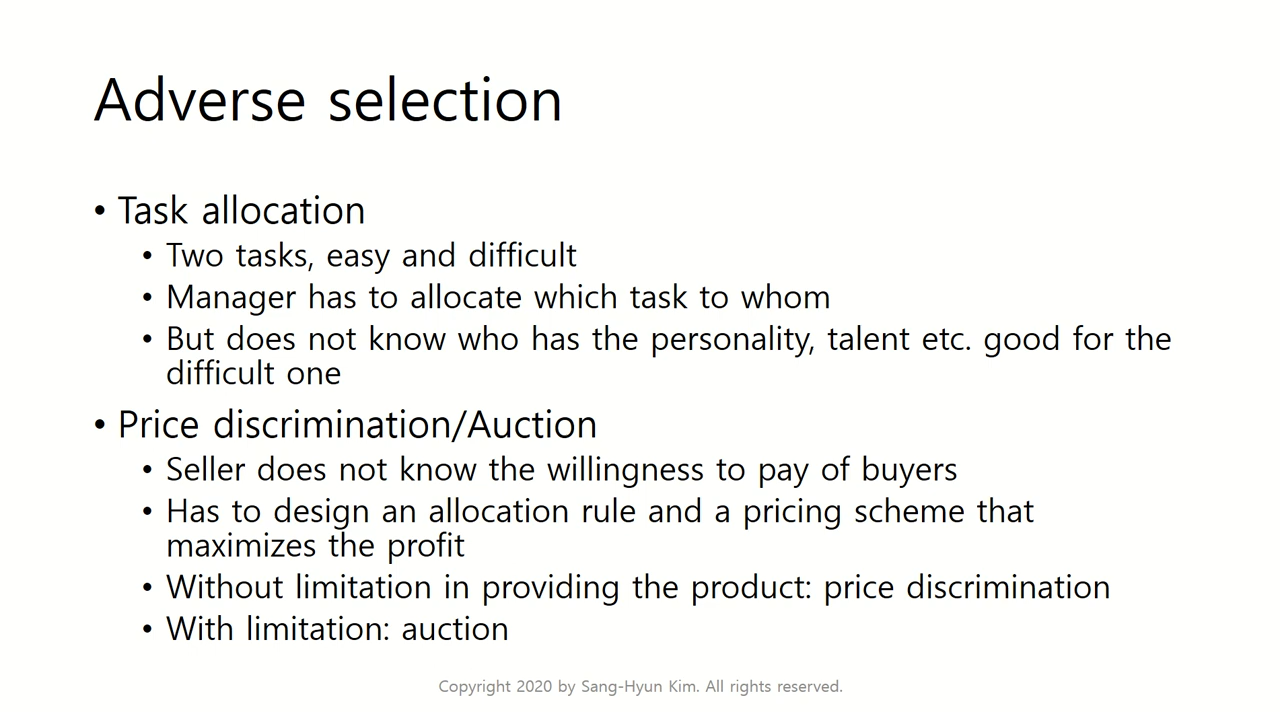 Adverse selection
• Task allocation
• Two tasks, easy and difficult
• Manager has to allocate which task to whom
• But does not know who has the personality, talent etc. good for the
difficult one
• Price discrimination/Auction
• Seller does not know the willingness to pay of buyers
• Has to design an allocation rule and a pricing scheme that
maximizes the profit
• Without limitation in providing the product: price discrimination
• With limitation: auction
Copyright 2020 by Sang-Hyun Kim. All rights reserved.